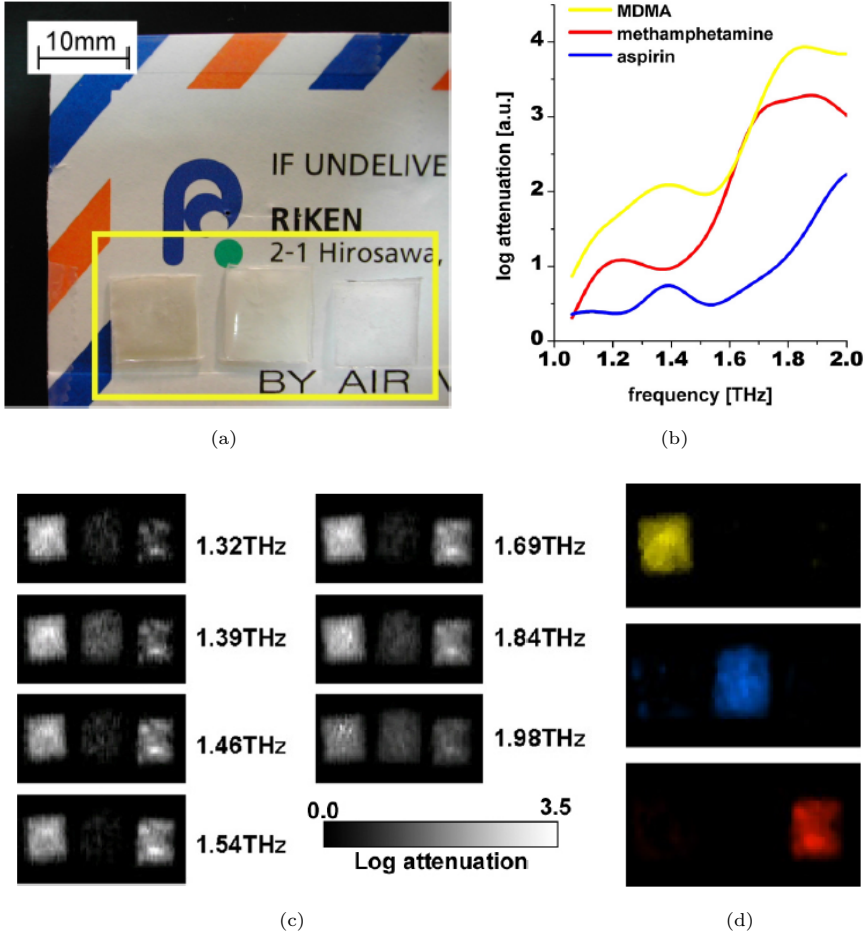 10mm
IF UNDELIVE
RIKEN
2-1 Hirosawa,
BY AIR
(a)
MDMA
methamphetamine
aspirin
log attenuation [a.u.]
4
3
2
1
0
1.0 1.2 1.4 1.6 1.8 2.0
frequency [THz]
(b)
1.32THz
1.39THz
1.46THz
1.54THz
1.69THz
1.84THz
1.98THz
0.0 3.5
Log attenuation
(c)
(d)